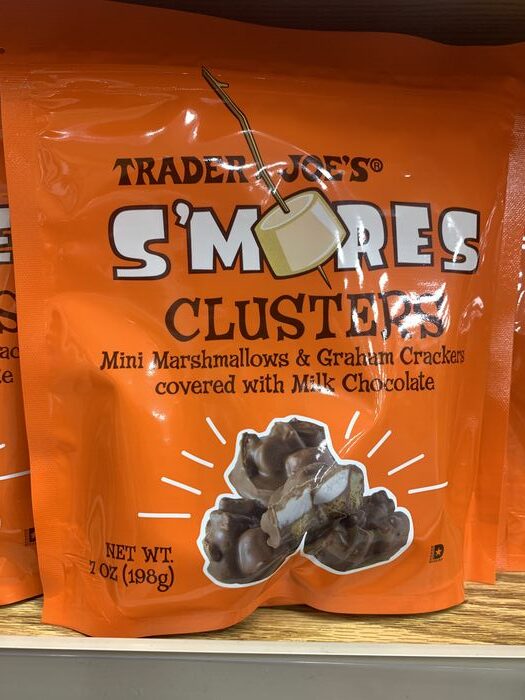 TRADER JOE'S®
S'MORES
CLUSTERS
Mini Marshmallows & Graham Crackers
covered with Milk Chocolate
NET WT.
7 OZ (198g)
D